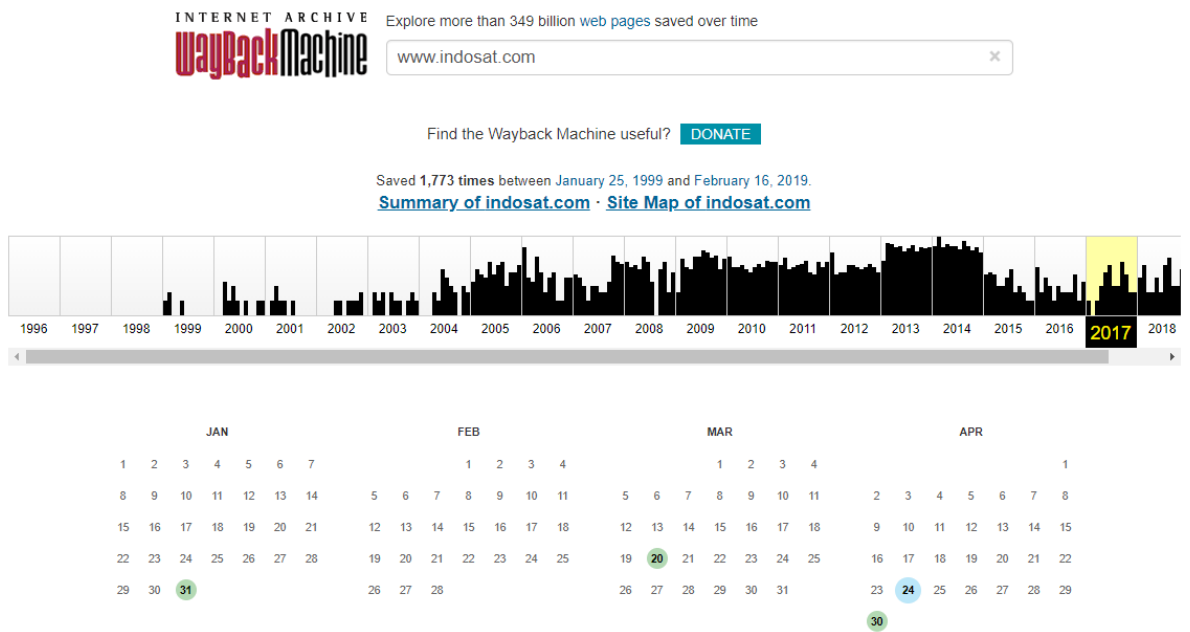 INTERNET ARCHIVE
WayBackMachine
Explore more than 349 billion web pages saved over time
www.indosat.com ×
Find the Wayback Machine useful? DONATE
Saved 1,773 times between January 25, 1999 and February 16, 2019.
Summary of indosat.com · Site Map of indosat.com
1996 1997 1998 1999 2000 2001 2002 2003 2004 2005 2006 2007 2008 2009 2010 2011 2012 2013 2014 2015 2016 2017 2018
JAN FEB MAR APR
1 2 3 4 5 6 7 1 2 3 4 1 2 3 4 1
8 9 10 11 12 13 14 5 6 7 8 9 10 11 5 6 7 8 9 10 11 2 3 4 5 6 7 8
15 16 17 18 19 20 21 12 13 14 15 16 17 18 12 13 14 15 16 17 18 9 10 11 12 13 14 15
22 23 24 25 26 27 28 19 20 21 22 23 24 25 19 20 21 22 23 24 25 16 17 18 19 20 21 22
29 30 31 26 27 28 26 27 28 29 30 31 23 24 25 26 27 28 29
30